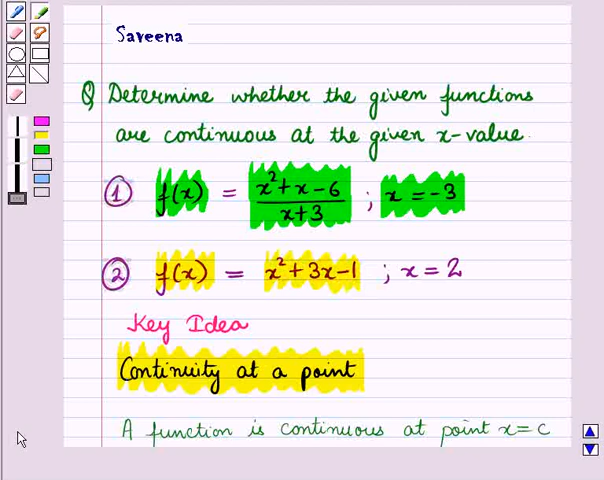 Saveena
Q Determine whether the given functions
are continuous at the given x-value.
① f(x) = x²+x-6 / x+3 ; x = -3
② f(x) = x²+3x-1 ; x = 2
Key Idea
Continuity at a point
A function is continuous at point x=c